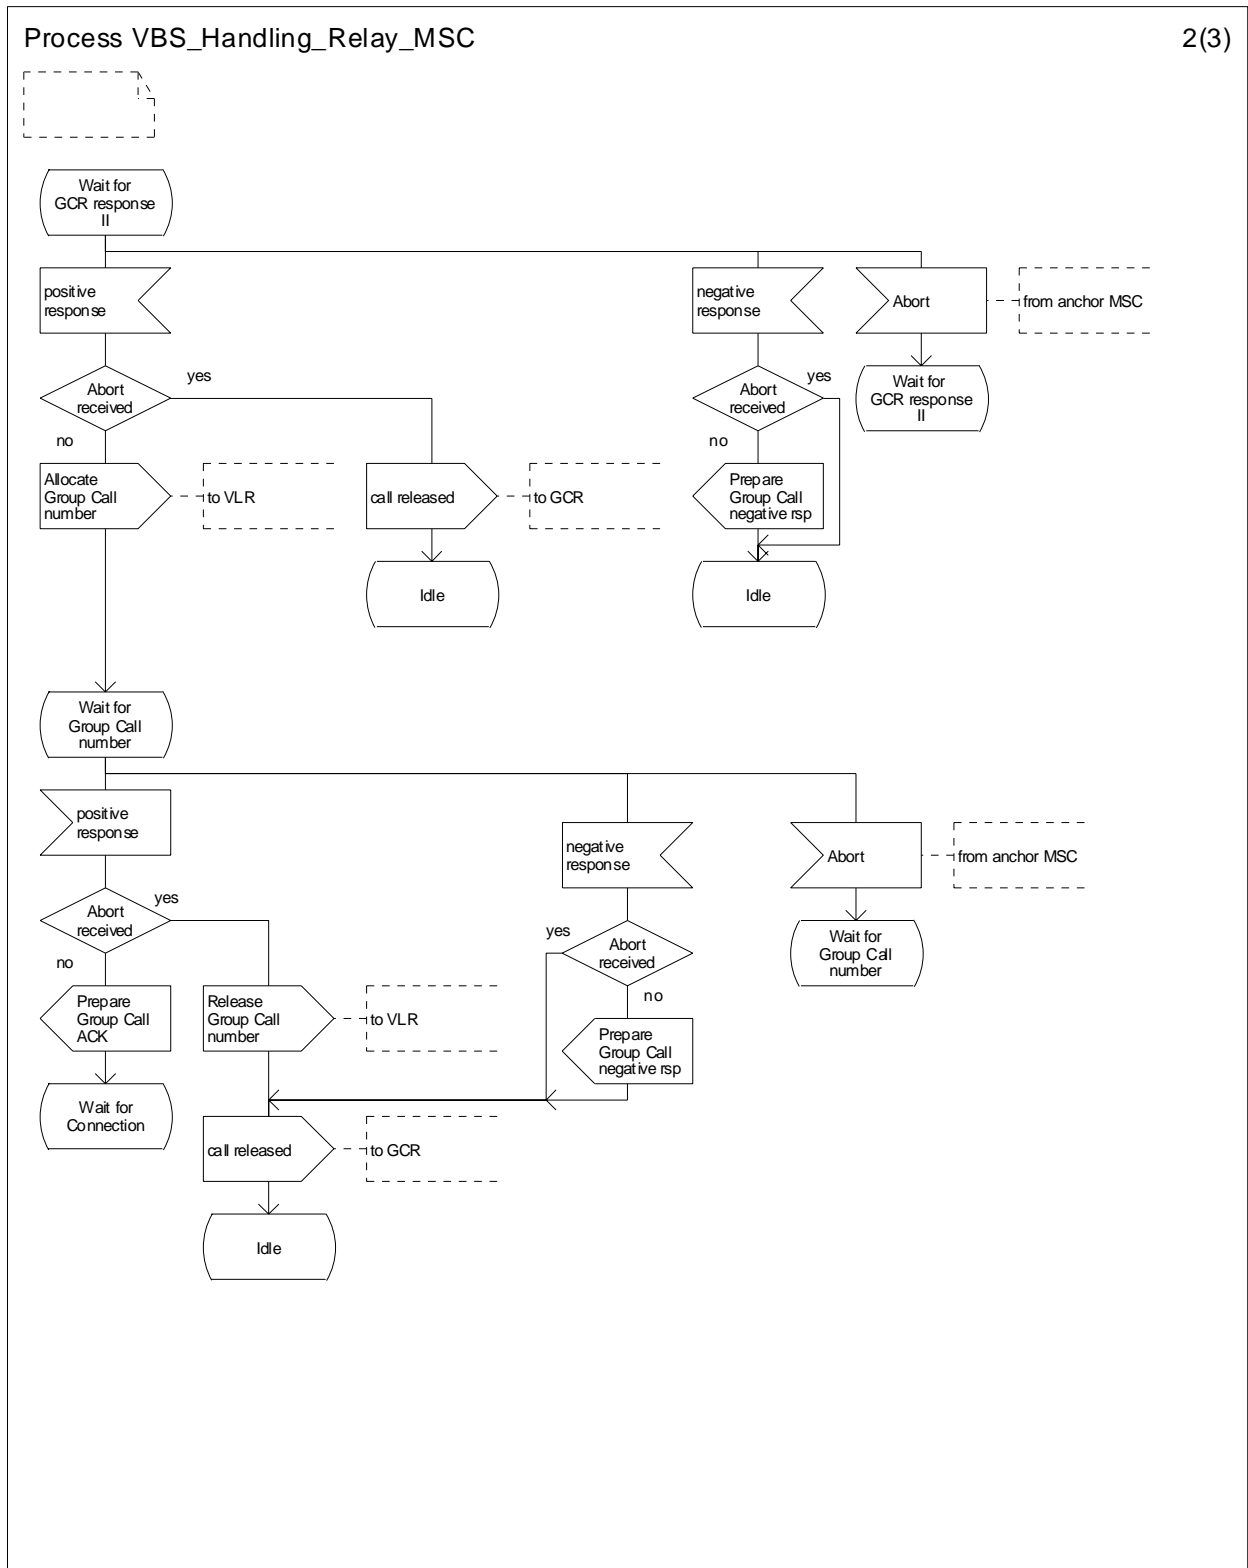 Process VBS_Handling_Relay_MSC
2(3)
Wait for
GCR response
II
positive
response
negative
response
Abort
from anchor MSC
Abort
received
yes
no
Abort
received
yes
no
Wait for
GCR response
II
Allocate
Group Call
number
to VLR
call released
to GCR
Prepare
Group Call
negative rsp
Idle
Idle
Wait for
Group Call
number
positive
response
negative
response
Abort
from anchor MSC
Abort
received
yes
no
yes
Abort
received
no
Wait for
Group Call
number
Prepare
Group Call
ACK
Release
Group Call
number
to VLR
Prepare
Group Call
negative rsp
Wait for
Connection
call released
to GCR
Idle